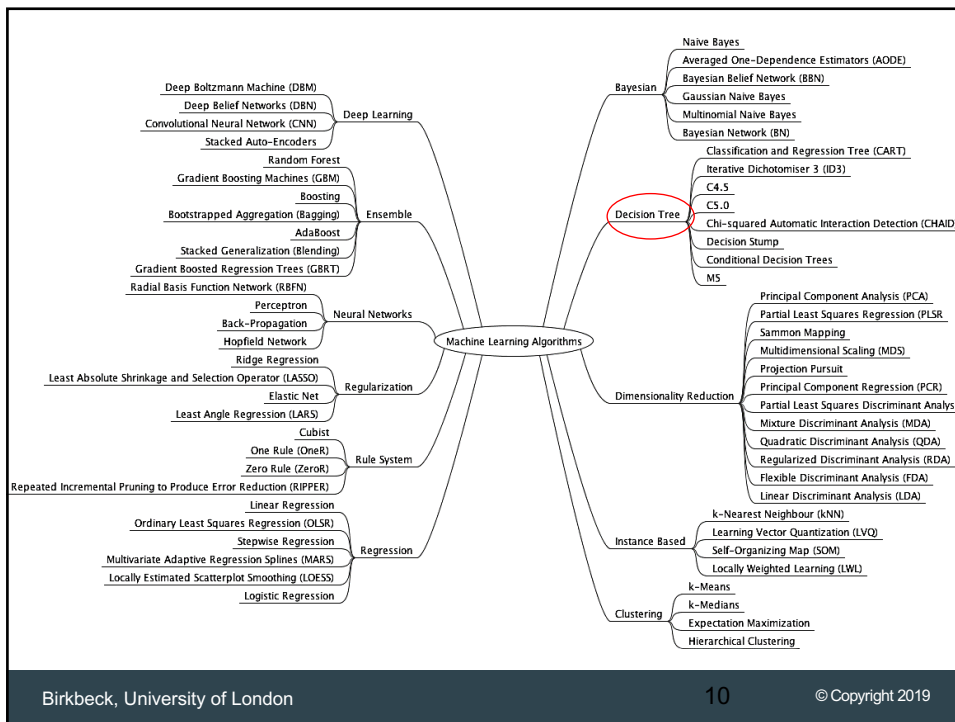 Deep Boltzmann Machine (DBM)
Deep Belief Networks (DBN)
Convolutional Neural Network (CNN)
Stacked Auto-Encoders
Deep Learning
Random Forest
Gradient Boosting Machines (GBM)
Boosting
Bootstrapped Aggregation (Bagging)
AdaBoost
Stacked Generalization (Blending)
Gradient Boosted Regression Trees (GBRT)
Ensemble
Radial Basis Function Network (RBFN)
Perceptron
Back-Propagation
Hopfield Network
Neural Networks
Ridge Regression
Least Absolute Shrinkage and Selection Operator (LASSO)
Elastic Net
Least Angle Regression (LARS)
Regularization
Cubist
One Rule (OneR)
Zero Rule (ZeroR)
Repeated Incremental Pruning to Produce Error Reduction (RIPPER)
Rule System
Linear Regression
Ordinary Least Squares Regression (OLSR)
Stepwise Regression
Multivariate Adaptive Regression Splines (MARS)
Locally Estimated Scatterplot Smoothing (LOESS)
Logistic Regression
Regression
Machine Learning Algorithms
Bayesian
Naive Bayes
Averaged One-Dependence Estimators (AODE)
Bayesian Belief Network (BBN)
Gaussian Naive Bayes
Multinomial Naive Bayes
Bayesian Network (BN)
Decision Tree
Classification and Regression Tree (CART)
Iterative Dichotomiser 3 (ID3)
C4.5
C5.0
Chi-squared Automatic Interaction Detection (CHAID)
Decision Stump
Conditional Decision Trees
M5
Dimensionality Reduction
Principal Component Analysis (PCA)
Partial Least Squares Regression (PLSR
Sammon Mapping
Multidimensional Scaling (MDS)
Projection Pursuit
Principal Component Regression (PCR)
Partial Least Squares Discriminant Analys
Mixture Discriminant Analysis (MDA)
Quadratic Discriminant Analysis (QDA)
Regularized Discriminant Analysis (RDA)
Flexible Discriminant Analysis (FDA)
Linear Discriminant Analysis (LDA)
Instance Based
k-Nearest Neighbour (kNN)
Learning Vector Quantization (LVQ)
Self-Organizing Map (SOM)
Locally Weighted Learning (LWL)
Clustering
k-Means
k-Medians
Expectation Maximization
Hierarchical Clustering
Birkbeck, University of London
10
© Copyright 2019